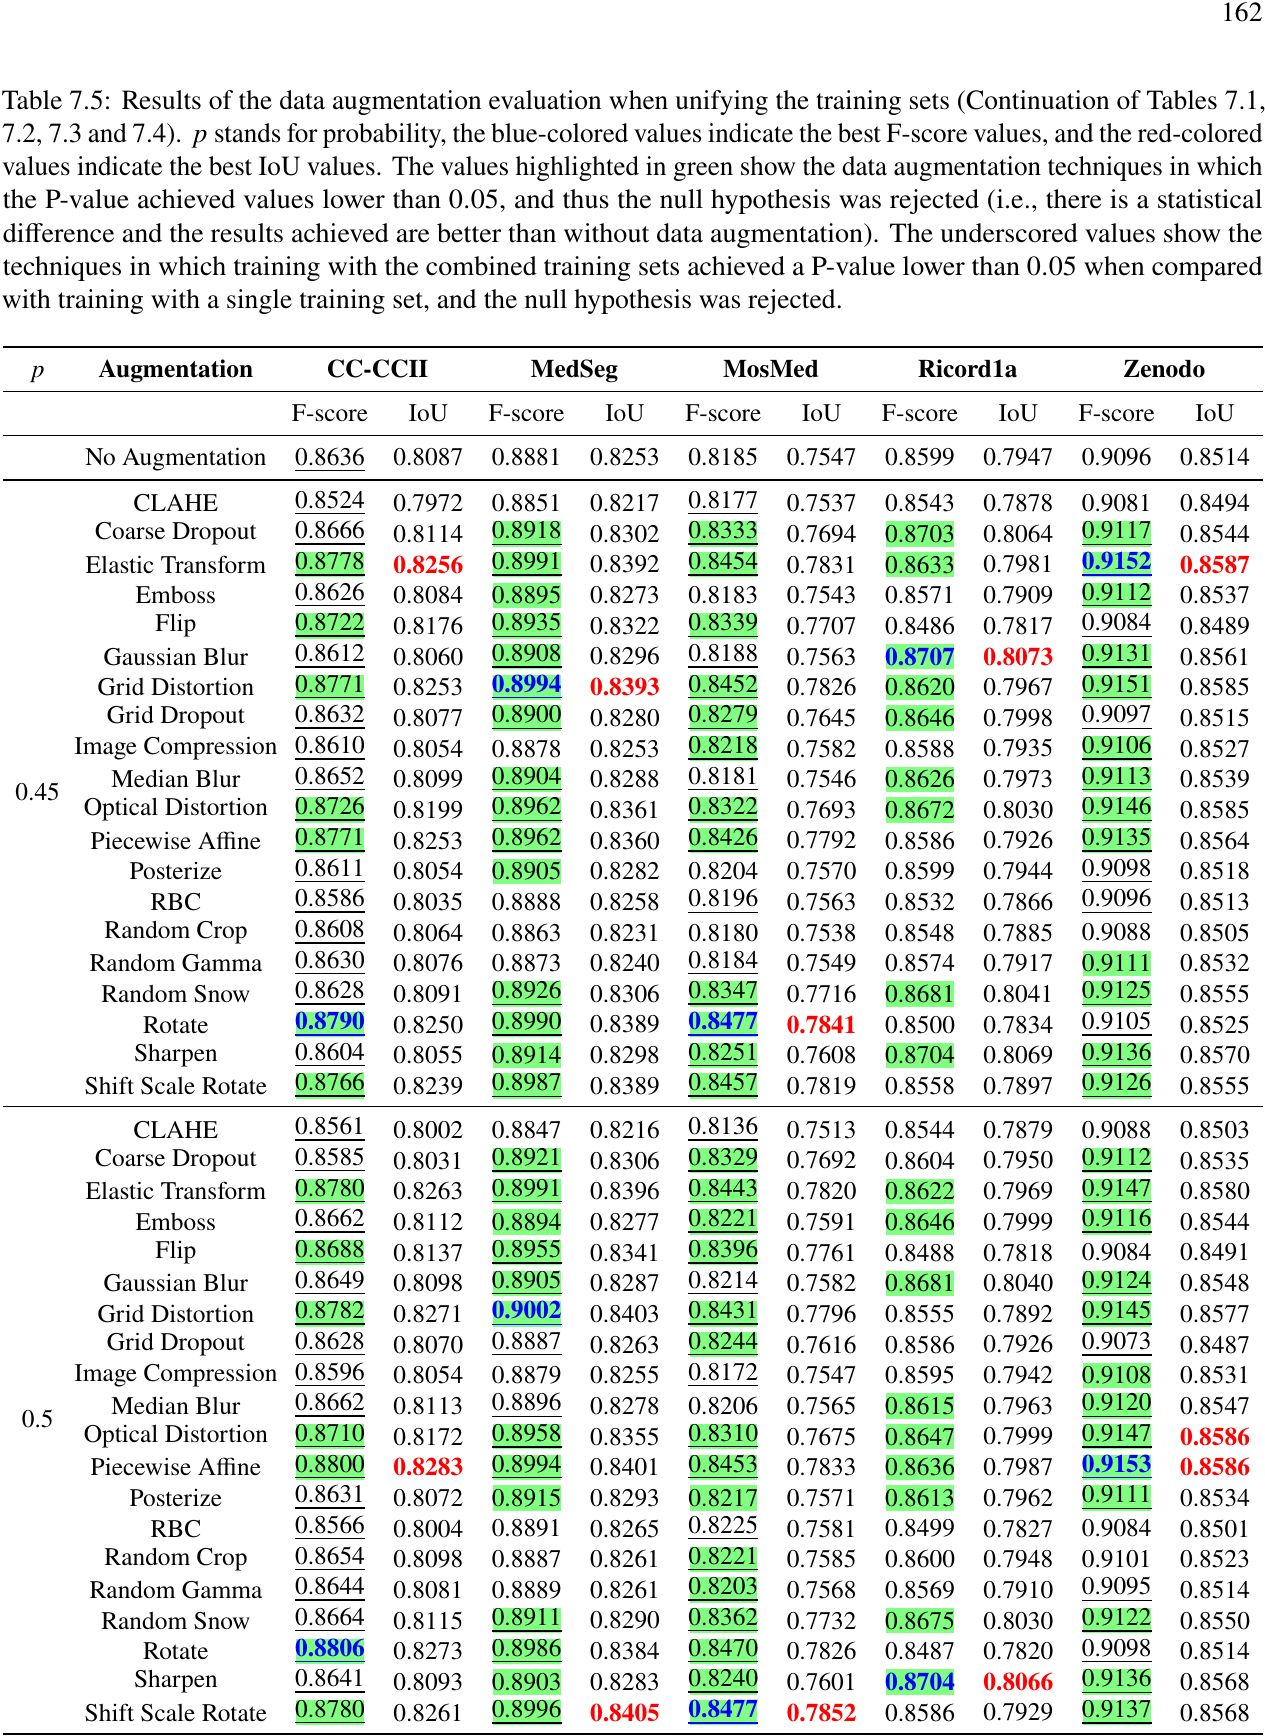 162
Table 7.5: Results of the data augmentation evaluation when unifying the training sets (Continuation of Tables 7.1,
7.2, 7.3 and 7.4). p stands for probability, the blue-colored values indicate the best F-score values, and the red-colored
values indicate the best IoU values. The values highlighted in green show the data augmentation techniques in which
the P-value achieved values lower than 0.05, and thus the null hypothesis was rejected (i.e., there is a statistical
difference and the results achieved are better than without data augmentation). The underscored values show the
techniques in which training with the combined training sets achieved a P-value lower than 0.05 when compared
with training with a single training set, and the null hypothesis was rejected.
p Augmentation CC-CCII MedSeg MosMed Ricord1a Zenodo
F-score IoU F-score IoU F-score IoU F-score IoU F-score IoU
No Augmentation 0.8636 0.8087 0.8881 0.8253 0.8185 0.7547 0.8599 0.7947 0.9096 0.8514
CLAHE 0.8524 0.7972 0.8851 0.8217 0.8177 0.7537 0.8543 0.7878 0.9081 0.8494
Coarse Dropout 0.8666 0.8114 0.8918 0.8302 0.8333 0.7694 0.8703 0.8064 0.9117 0.8544
Elastic Transform 0.8778 0.8256 0.8991 0.8392 0.8454 0.7831 0.8633 0.7981 0.9152 0.8587
Emboss 0.8626 0.8084 0.8895 0.8273 0.8183 0.7543 0.8571 0.7909 0.9112 0.8537
Flip 0.8722 0.8176 0.8935 0.8322 0.8339 0.7707 0.8486 0.7817 0.9084 0.8489
Gaussian Blur 0.8612 0.8060 0.8908 0.8296 0.8188 0.7563 0.8707 0.8073 0.9131 0.8561
Grid Distortion 0.8771 0.8253 0.8994 0.8393 0.8452 0.7826 0.8620 0.7967 0.9151 0.8585
Grid Dropout 0.8632 0.8077 0.8900 0.8280 0.8279 0.7645 0.8646 0.7998 0.9097 0.8515
Image Compression 0.8610 0.8054 0.8878 0.8253 0.8218 0.7582 0.8588 0.7935 0.9106 0.8527
Median Blur 0.8652 0.8099 0.8904 0.8288 0.8181 0.7546 0.8626 0.7973 0.9113 0.8539
0.45
Optical Distortion 0.8726 0.8199 0.8962 0.8361 0.8322 0.7693 0.8672 0.8030 0.9146 0.8585
Piecewise Affine 0.8771 0.8253 0.8962 0.8360 0.8426 0.7792 0.8586 0.7926 0.9135 0.8564
Posterize 0.8611 0.8054 0.8905 0.8282 0.8204 0.7570 0.8599 0.7944 0.9098 0.8518
RBC 0.8586 0.8035 0.8888 0.8258 0.8196 0.7563 0.8532 0.7866 0.9096 0.8513
Random Crop 0.8608 0.8064 0.8863 0.8231 0.8180 0.7538 0.8548 0.7885 0.9088 0.8505
Random Gamma 0.8630 0.8076 0.8873 0.8240 0.8184 0.7549 0.8574 0.7917 0.9111 0.8532
Random Snow 0.8628 0.8091 0.8926 0.8306 0.8347 0.7716 0.8681 0.8041 0.9125 0.8555
Rotate 0.8790 0.8250 0.8990 0.8389 0.8477 0.7841 0.8500 0.7834 0.9105 0.8525
Sharpen 0.8604 0.8055 0.8914 0.8298 0.8251 0.7608 0.8704 0.8069 0.9136 0.8570
Shift Scale Rotate 0.8766 0.8239 0.8987 0.8389 0.8457 0.7819 0.8558 0.7897 0.9126 0.8555
CLAHE 0.8561 0.8002 0.8847 0.8216 0.8136 0.7513 0.8544 0.7879 0.9088 0.8503
Coarse Dropout 0.8585 0.8031 0.8921 0.8306 0.8329 0.7692 0.8604 0.7950 0.9112 0.8535
Elastic Transform 0.8780 0.8263 0.8991 0.8396 0.8443 0.7820 0.8622 0.7969 0.9147 0.8580
Emboss 0.8662 0.8112 0.8894 0.8277 0.8221 0.7591 0.8646 0.7999 0.9116 0.8544
Flip 0.8688 0.8137 0.8955 0.8341 0.8396 0.7761 0.8488 0.7818 0.9084 0.8491
Gaussian Blur 0.8649 0.8098 0.8905 0.8287 0.8214 0.7582 0.8681 0.8040 0.9124 0.8548
Grid Distortion 0.8782 0.8271 0.9002 0.8403 0.8431 0.7796 0.8555 0.7892 0.9145 0.8577
Grid Dropout 0.8628 0.8070 0.8887 0.8263 0.8244 0.7616 0.8586 0.7926 0.9073 0.8487
Image Compression 0.8596 0.8054 0.8879 0.8255 0.8172 0.7547 0.8595 0.7942 0.9108 0.8531
Median Blur 0.8662 0.8113 0.8896 0.8278 0.8206 0.7565 0.8615 0.7963 0.9120 0.8547
0.5
Optical Distortion 0.8710 0.8172 0.8958 0.8355 0.8310 0.7675 0.8647 0.7999 0.9147 0.8586
Piecewise Affine 0.8800 0.8283 0.8994 0.8401 0.8453 0.7833 0.8636 0.7987 0.9153 0.8586
Posterize 0.8631 0.8072 0.8915 0.8293 0.8217 0.7571 0.8613 0.7962 0.9111 0.8534
RBC 0.8566 0.8004 0.8891 0.8265 0.8225 0.7581 0.8499 0.7827 0.9084 0.8501
Random Crop 0.8654 0.8098 0.8887 0.8261 0.8221 0.7585 0.8600 0.7948 0.9101 0.8523
Random Gamma 0.8644 0.8081 0.8889 0.8261 0.8203 0.7568 0.8569 0.7910 0.9095 0.8514
Random Snow 0.8664 0.8115 0.8911 0.8290 0.8362 0.7732 0.8675 0.8030 0.9122 0.8550
Rotate 0.8806 0.8273 0.8986 0.8384 0.8470 0.7826 0.8487 0.7820 0.9098 0.8514
Sharpen 0.8641 0.8093 0.8903 0.8283 0.8240 0.7601 0.8704 0.8066 0.9136 0.8568
Shift Scale Rotate 0.8780 0.8261 0.8996 0.8405 0.8477 0.7852 0.8586 0.7929 0.9137 0.8568